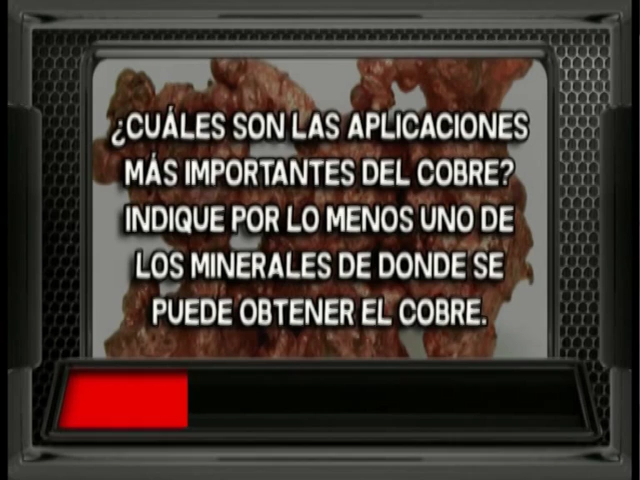 ¿CUÁLES SON LAS APLICACIONES
MÁS IMPORTANTES DEL COBRE?
INDIQUE POR LO MENOS UNO DE
LOS MINERALES DE DONDE SE
PUEDE OBTENER EL COBRE.